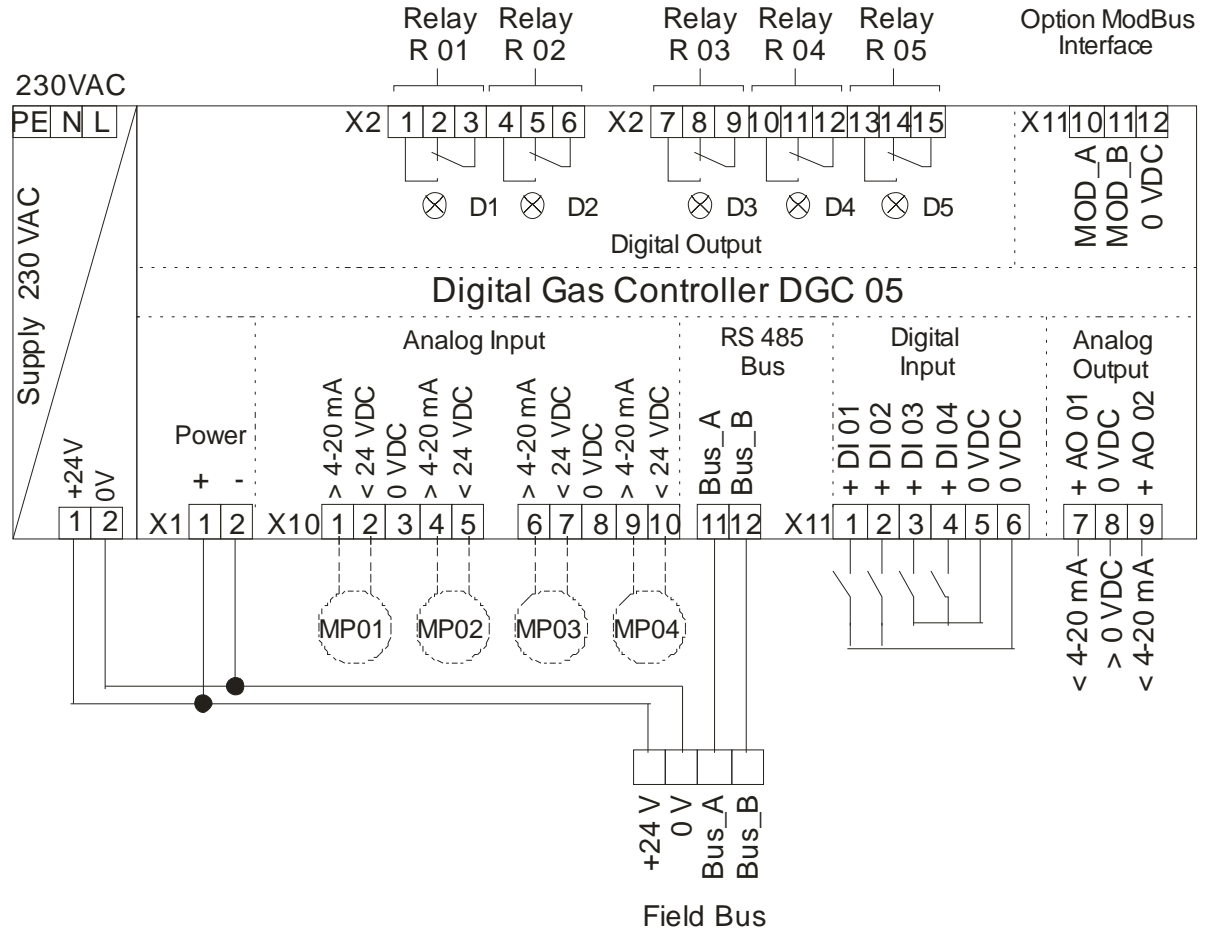 Relay Relay Relay Relay Relay Option ModBus
R 01 R 02 R 03 R 04 R 05 Interface
230VAC
PE N L X2 1 2 3 4 5 6 X2 7 8 9 10 11 12 13 14 15 X11 10 11 12
MOD_A
MOD_B
0 VDC
D1 D2 D3 D4 D5
Digital Output
Supply 230 VAC
Digital Gas Controller DGC 05
Analog Input RS 485 Digital Analog
Bus Input Output
Power
+ -
+24V
0V
> 4-20 mA
< 24 VDC
0 VDC
> 4-20 mA
< 24 VDC
> 4-20 mA
< 24 VDC
0 VDC
> 4-20 mA
< 24 VDC
Bus_A
Bus_B
+ DI 01
+ DI 02
+ DI 03
+ DI 04
0 VDC
0 VDC
+ AO 01
0 VDC
+ AO 02
1 2 X1 1 2 X10 1 2 3 4 5 6 7 8 9 10 11 12 X11 1 2 3 4 5 6 7 8 9
< 4-20 mA
> 0 VDC
< 4-20 mA
MP01 MP02 MP03 MP04
+24 V
0 V
Bus_A
Bus_B
Field Bus